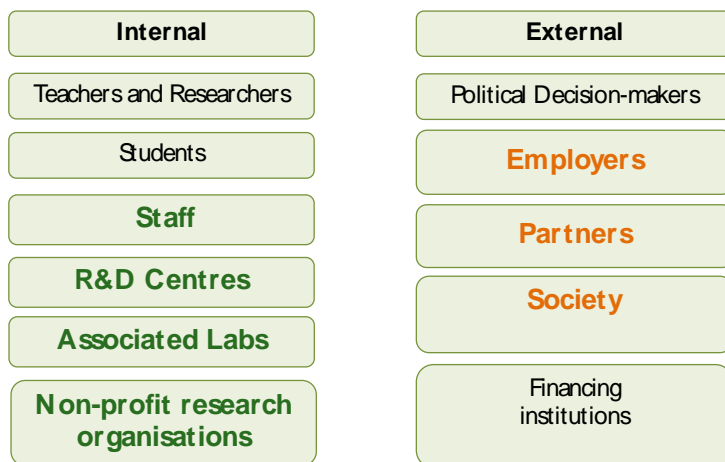 Internal
Teachers and Researchers
Students
Staff
R&D Centres
Associated Labs
Non-profit research
organisations
External
Political Decision-makers
Employers
Partners
Society
Financing
institutions